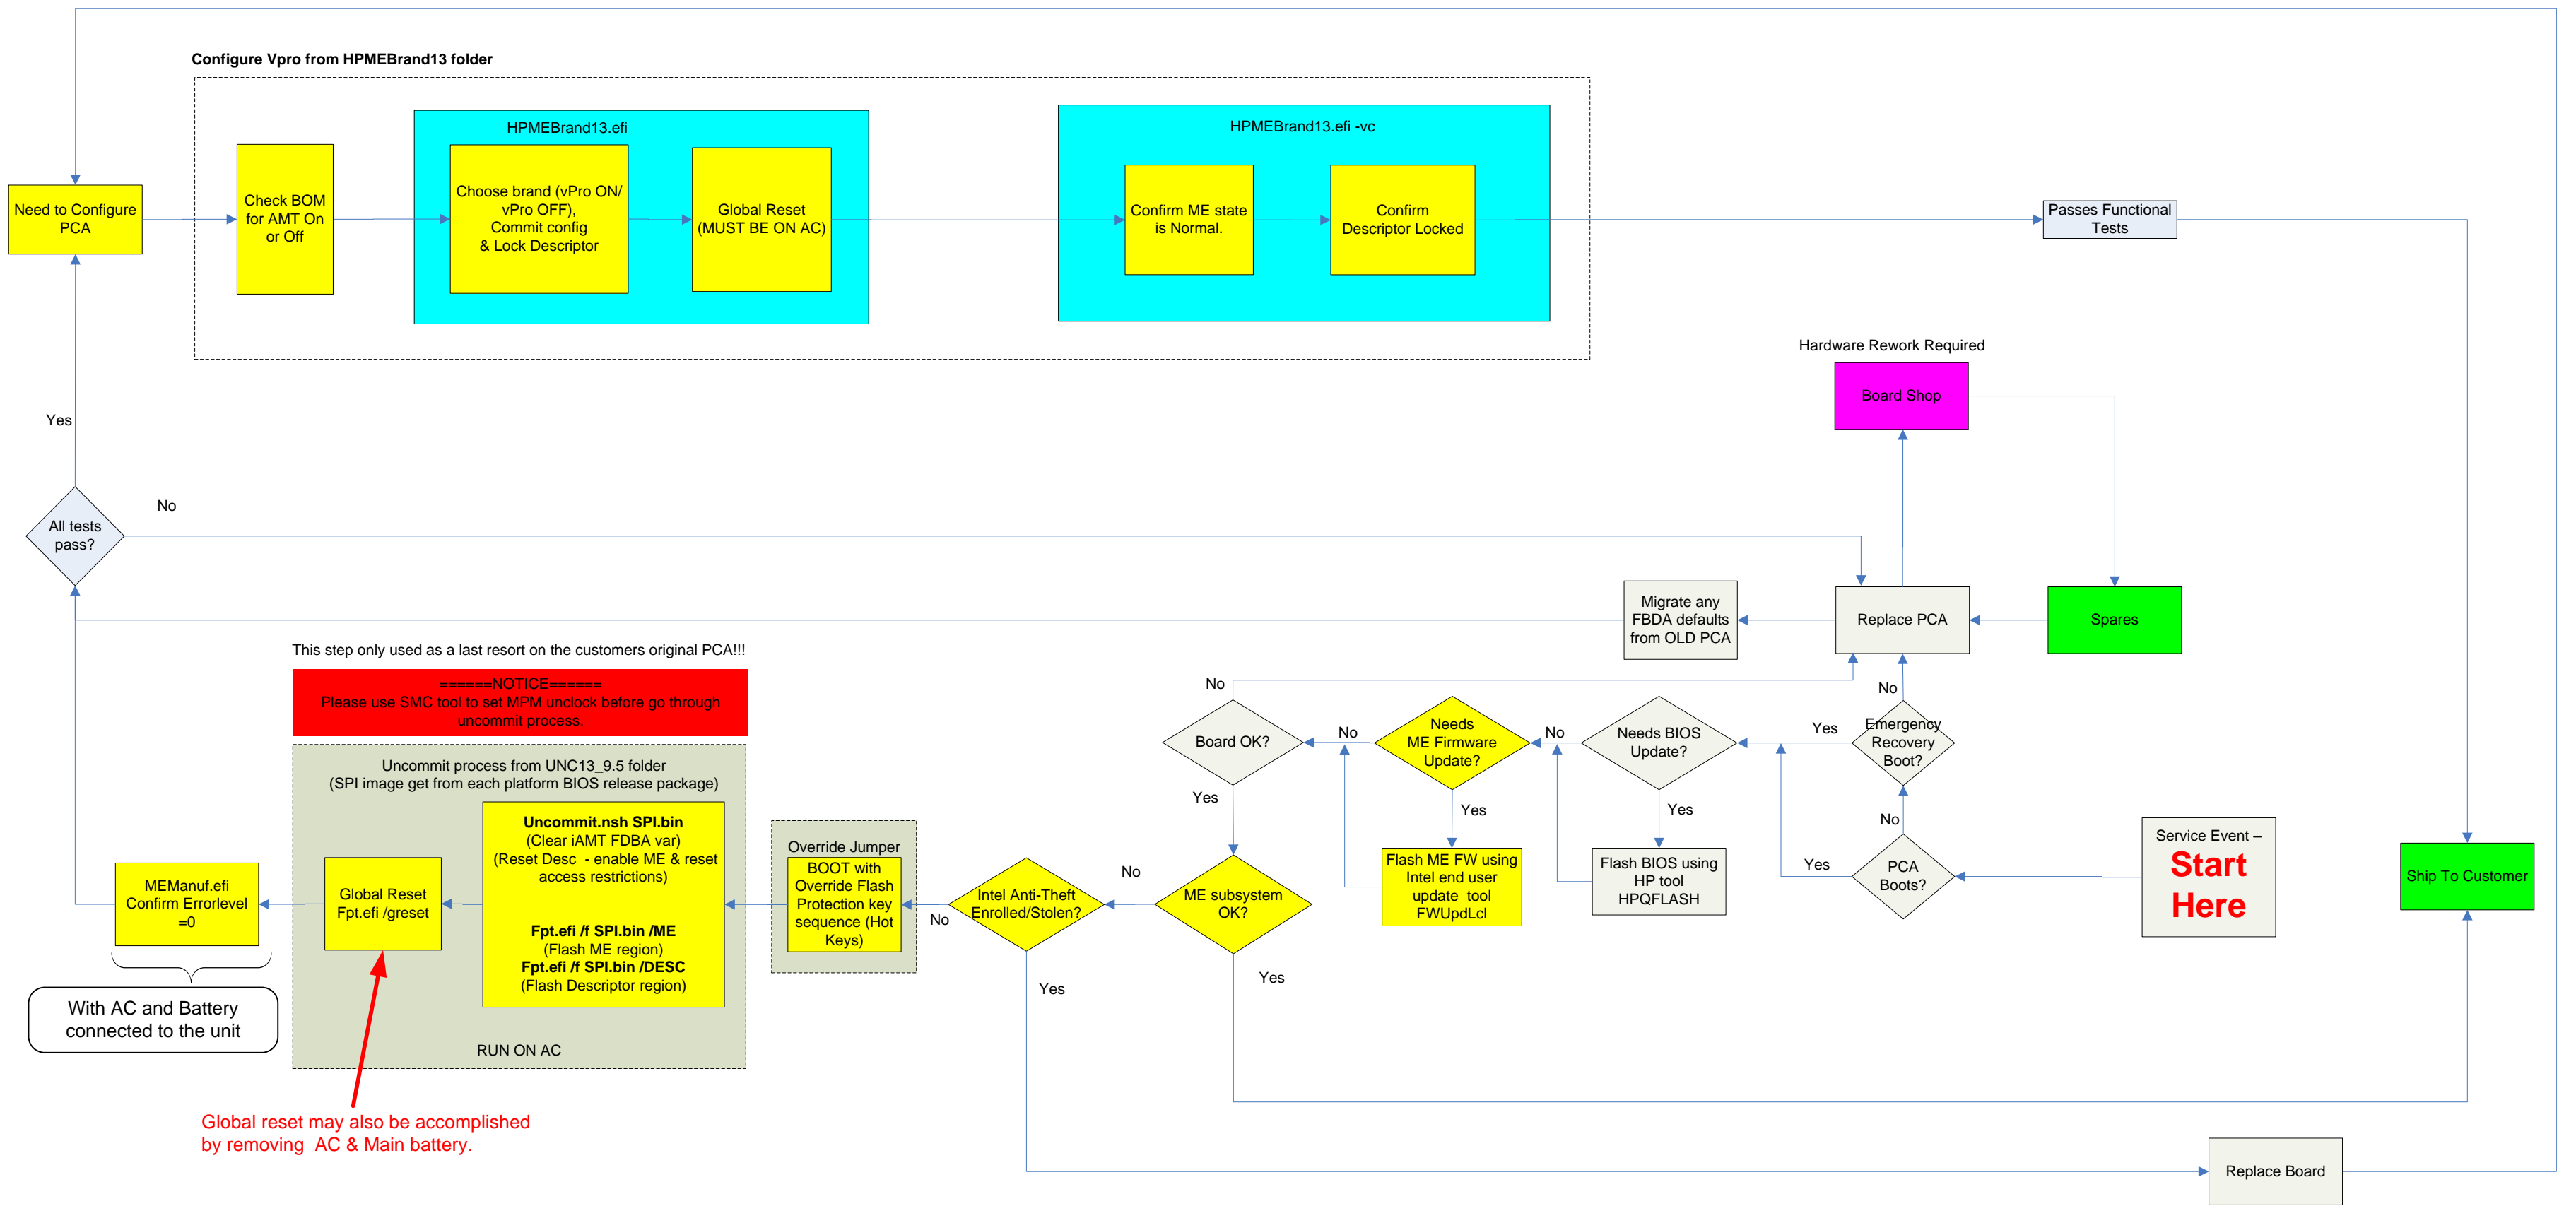 Configure Vpro from HPMEBrand13 folder
HPMEBrand13.efi
HPMEBrand13.efi -vc
Need to Configure
PCA
Check BOM
for AMT On
or Off
Choose brand (vPro ON/
vPro OFF),
Commit config
& Lock Descriptor
Global Reset
(MUST BE ON AC)
Confirm ME state
is Normal.
Confirm
Descriptor Locked
Passes Functional
Tests
Hardware Rework Required
Board Shop
Yes
No
All tests
pass?
Migrate any
FBDA defaults
from OLD PCA
Replace PCA
Spares
This step only used as a last resort on the customers original PCA!!!
======NOTICE======
Please use SMC tool to set MPM unclock before go through
uncommit process.
No
Board OK?
Yes
No
Needs
ME Firmware
Update?
Yes
No
Needs BIOS
Update?
Yes
Yes
No
Emergency
Recovery
Boot?
No
Yes
PCA
Boots?
Service Event –
Start
Here
Ship To Customer
Uncommit process from UNC13_9.5 folder
(SPI image get from each platform BIOS release package)
Uncommit.nsh SPI.bin
(Clear iAMT FDBA var)
(Reset Desc  - enable ME & reset
access restrictions)
Fpt.efi /f SPI.bin /ME
(Flash ME region)
Fpt.efi /f SPI.bin /DESC
(Flash Descriptor region)
Global Reset
Fpt.efi /greset
RUN ON AC
MEManuf.efi
Confirm Errorlevel
=0
With AC and Battery
connected to the unit
Override Jumper
BOOT with
Override Flash
Protection key
sequence (Hot
Keys)
No
Intel Anti-Theft
Enrolled/Stolen?
Yes
No
ME subsystem
OK?
Yes
Flash ME FW using
Intel end user
update  tool
FWUpdLcl
Flash BIOS using
HP tool
HPQFLASH
Global reset may also be accomplished
by removing  AC & Main battery.
Replace Board